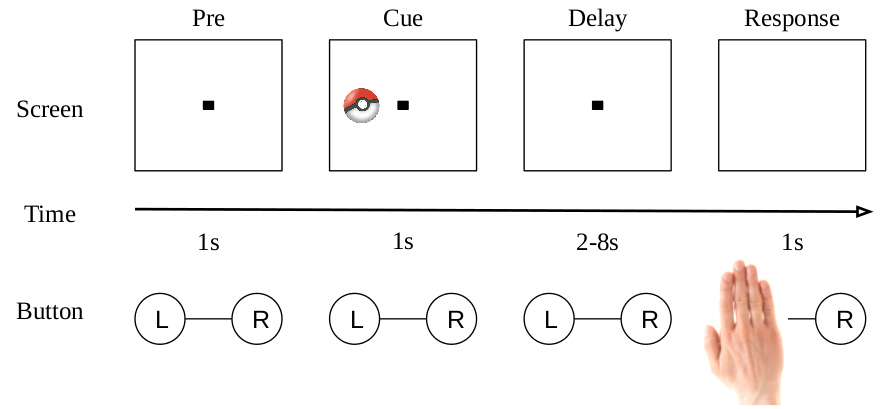 Pre Cue Delay Response
Screen
Time
1s 1s 2-8s 1s
Button L R L R L R R